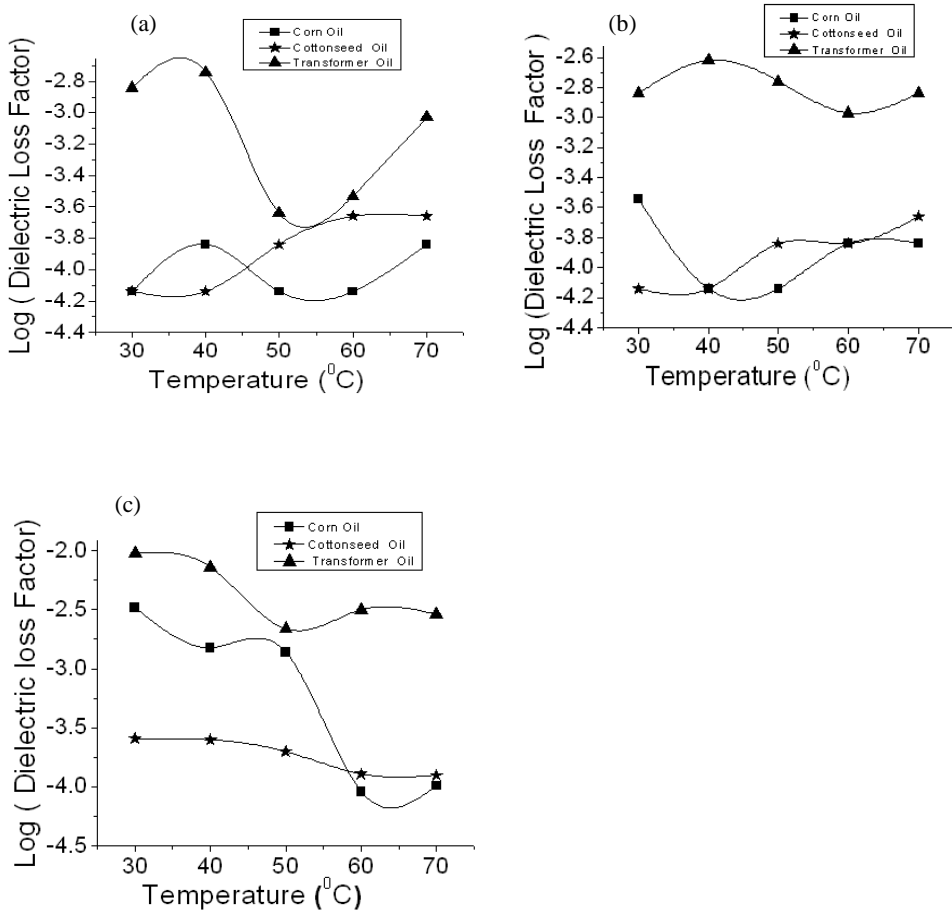 (a)
Corn Oil
Cottonseed Oil
Transformer Oil
Log ( Dielectric Loss Factor)
-2.8
-3.0
-3.2
-3.4
-3.6
-3.8
-4.0
-4.2
-4.4
30 40 50 60 70
Temperature (⁰C)
(b)
Corn Oil
Cottonseed Oil
Transformer Oil
Log (Dielectric Loss Factor )
-2.6
-2.8
-3.0
-3.2
-3.4
-3.6
-3.8
-4.0
-4.2
-4.4
30 40 50 60 70
Temperature (⁰C)
(c)
Corn Oil
Cottonseed Oil
Transformer Oil
Log ( Dielectric loss Factor)
-2.0
-2.5
-3.0
-3.5
-4.0
-4.5
30 40 50 60 70
Temperature (⁰C)